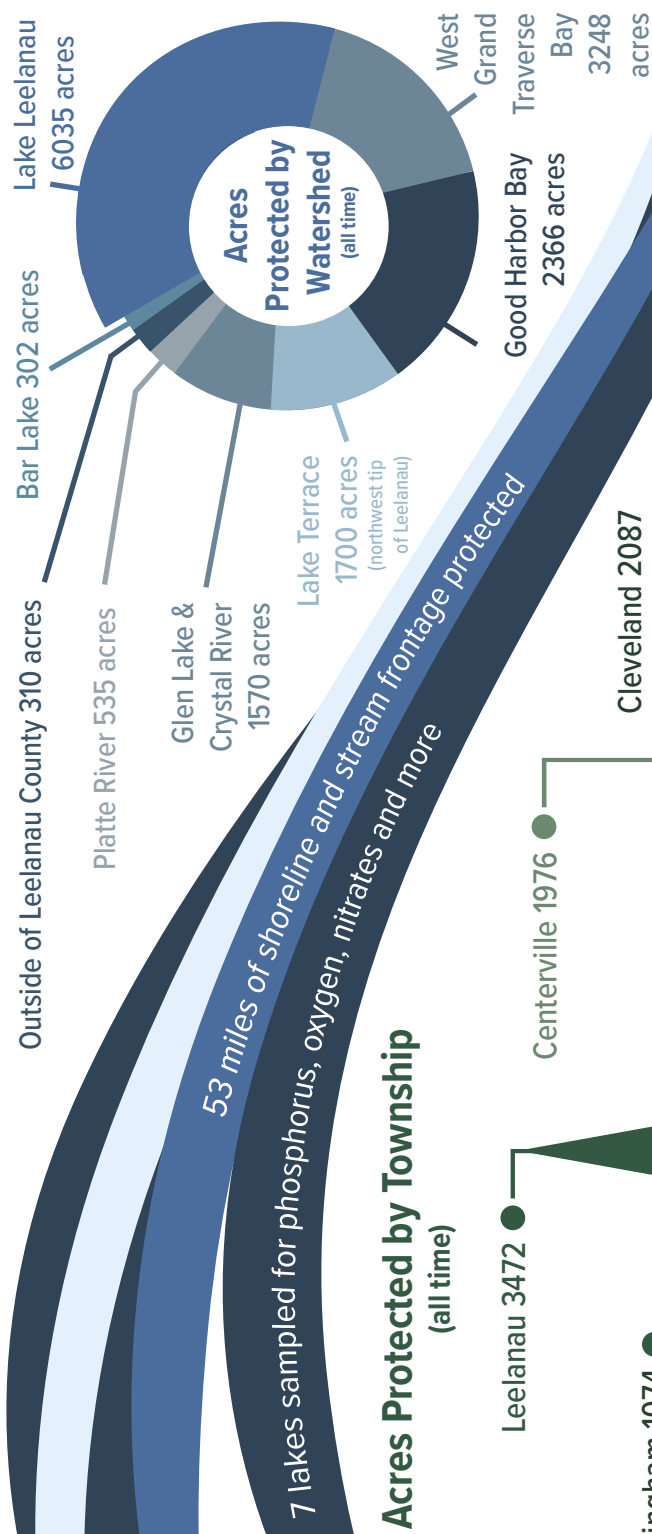 Lake Leelanau
6035 acres
West
Grand
Traverse
Bay
3248
acres
Bar Lake 302 acres
Acres
Protected by
Watershed
(all time)
Good Harbor Bay
2366 acres
Outside of Leelanau County 310 acres
Platte River 535 acres
Glen Lake &
Crystal River
1570 acres
Lake Terrace
1700 acres
(northwest tip
of Leelanau)
53 miles of shoreline and stream frontage protected
7 lakes sampled for phosphorus, oxygen, nitrates and more
Acres Protected by Township
(all time)
Leelanau 3472
Centerville 1976
Cleveland 2087